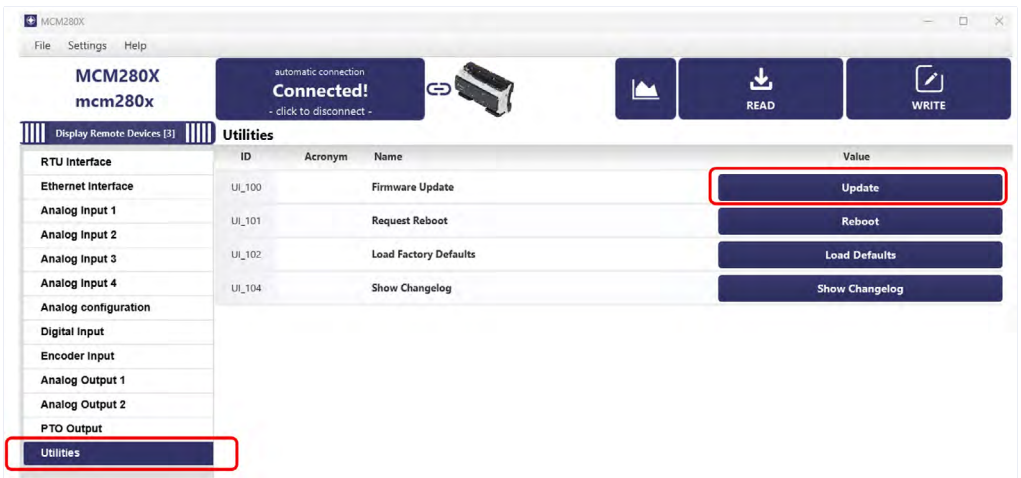 MCM280X
File Settings Help
MCM280X
mcm280x
automatic connection
Connected!
- click to disconnect -
READ
WRITE
Display Remote Devices [3]
Utilities
RTU Interface
Ethernet Interface
Analog Input 1
Analog Input 2
Analog Input 3
Analog Input 4
Analog configuration
Digital Input
Encoder Input
Analog Output 1
Analog Output 2
PTO Output
Utilities
ID Acronym Name Value
UI_100 Firmware Update Update
UI_101 Request Reboot Reboot
UI_102 Load Factory Defaults Load Defaults
UI_104 Show Changelog Show Changelog